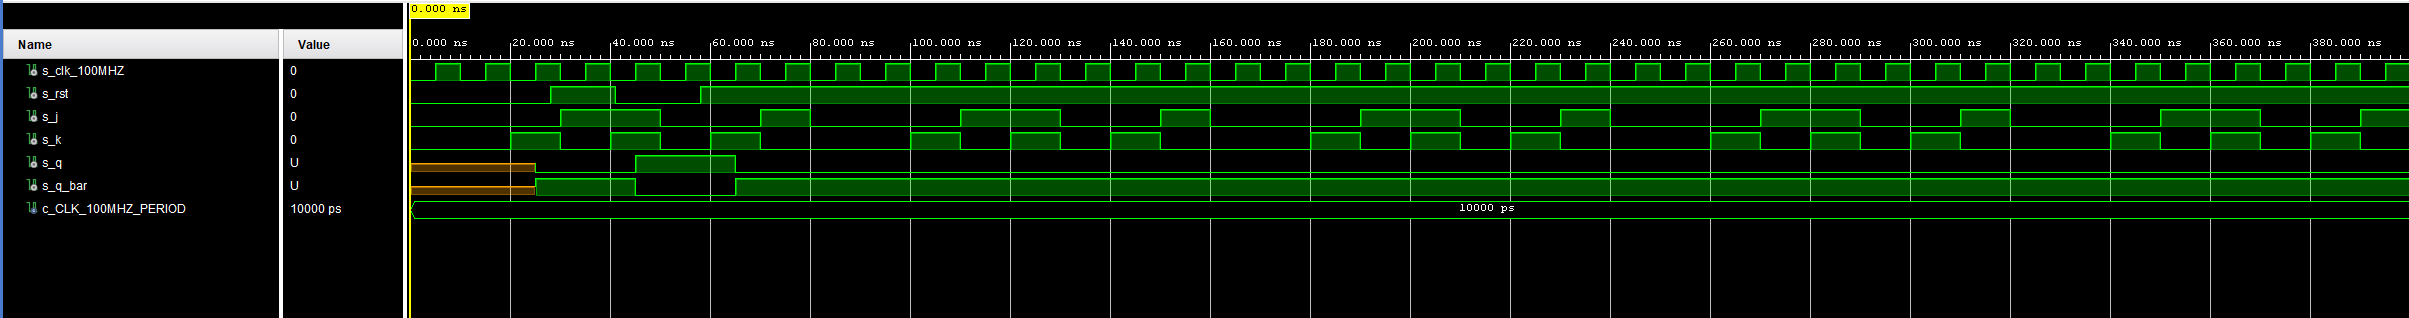 0.000 ns
Name Value
0.000 ns 20.000 ns 40.000 ns 60.000 ns 80.000 ns 100.000 ns 120.000 ns 140.000 ns 160.000 ns 180.000 ns 200.000 ns 220.000 ns 240.000 ns 260.000 ns 280.000 ns 300.000 ns 320.000 ns 340.000 ns 360.000 ns 380.000 ns
s_clk_100MHZ 0
s_rst 0
s_j 0
s_k 0
s_q U
s_q_bar U
c_CLK_100MHZ_PERIOD 10000 ps 10000 ps